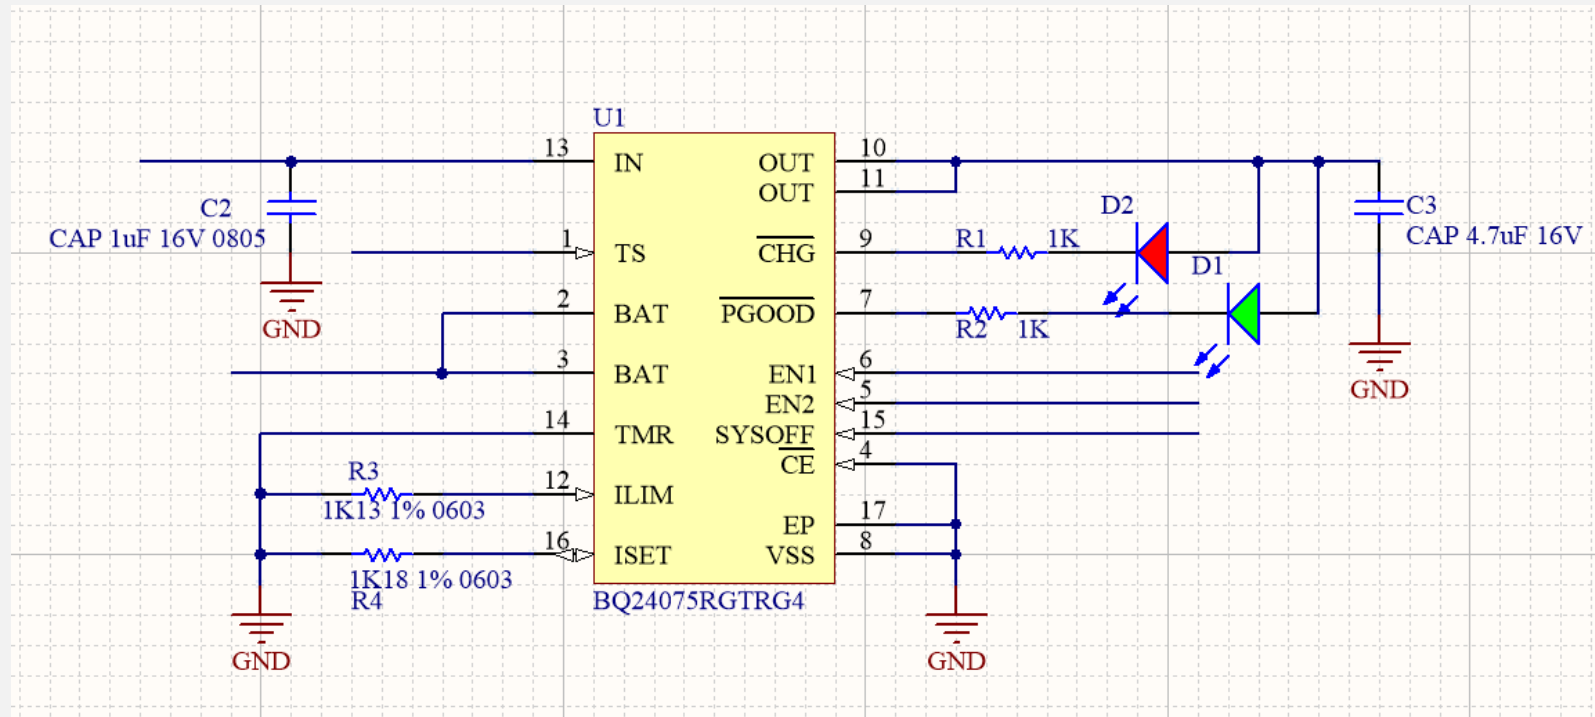 U1
13
IN
OUT
10
OUT
11
C2
CAP 1uF 16V 0805
GND
1
TS
CHG
9
R1
1K
D2
D1
C3
CAP 4.7uF 16V
2
BAT
PGOOD
7
R2
1K
3
BAT
EN1
6
EN2
5
GND
14
TMR
SYSOFF
15
CE
4
R3
1K13 1% 0603
12
ILIM
EP
17
16
ISET
VSS
8
1K18 1% 0603
R4
BQ24075RGTRG4
GND
GND